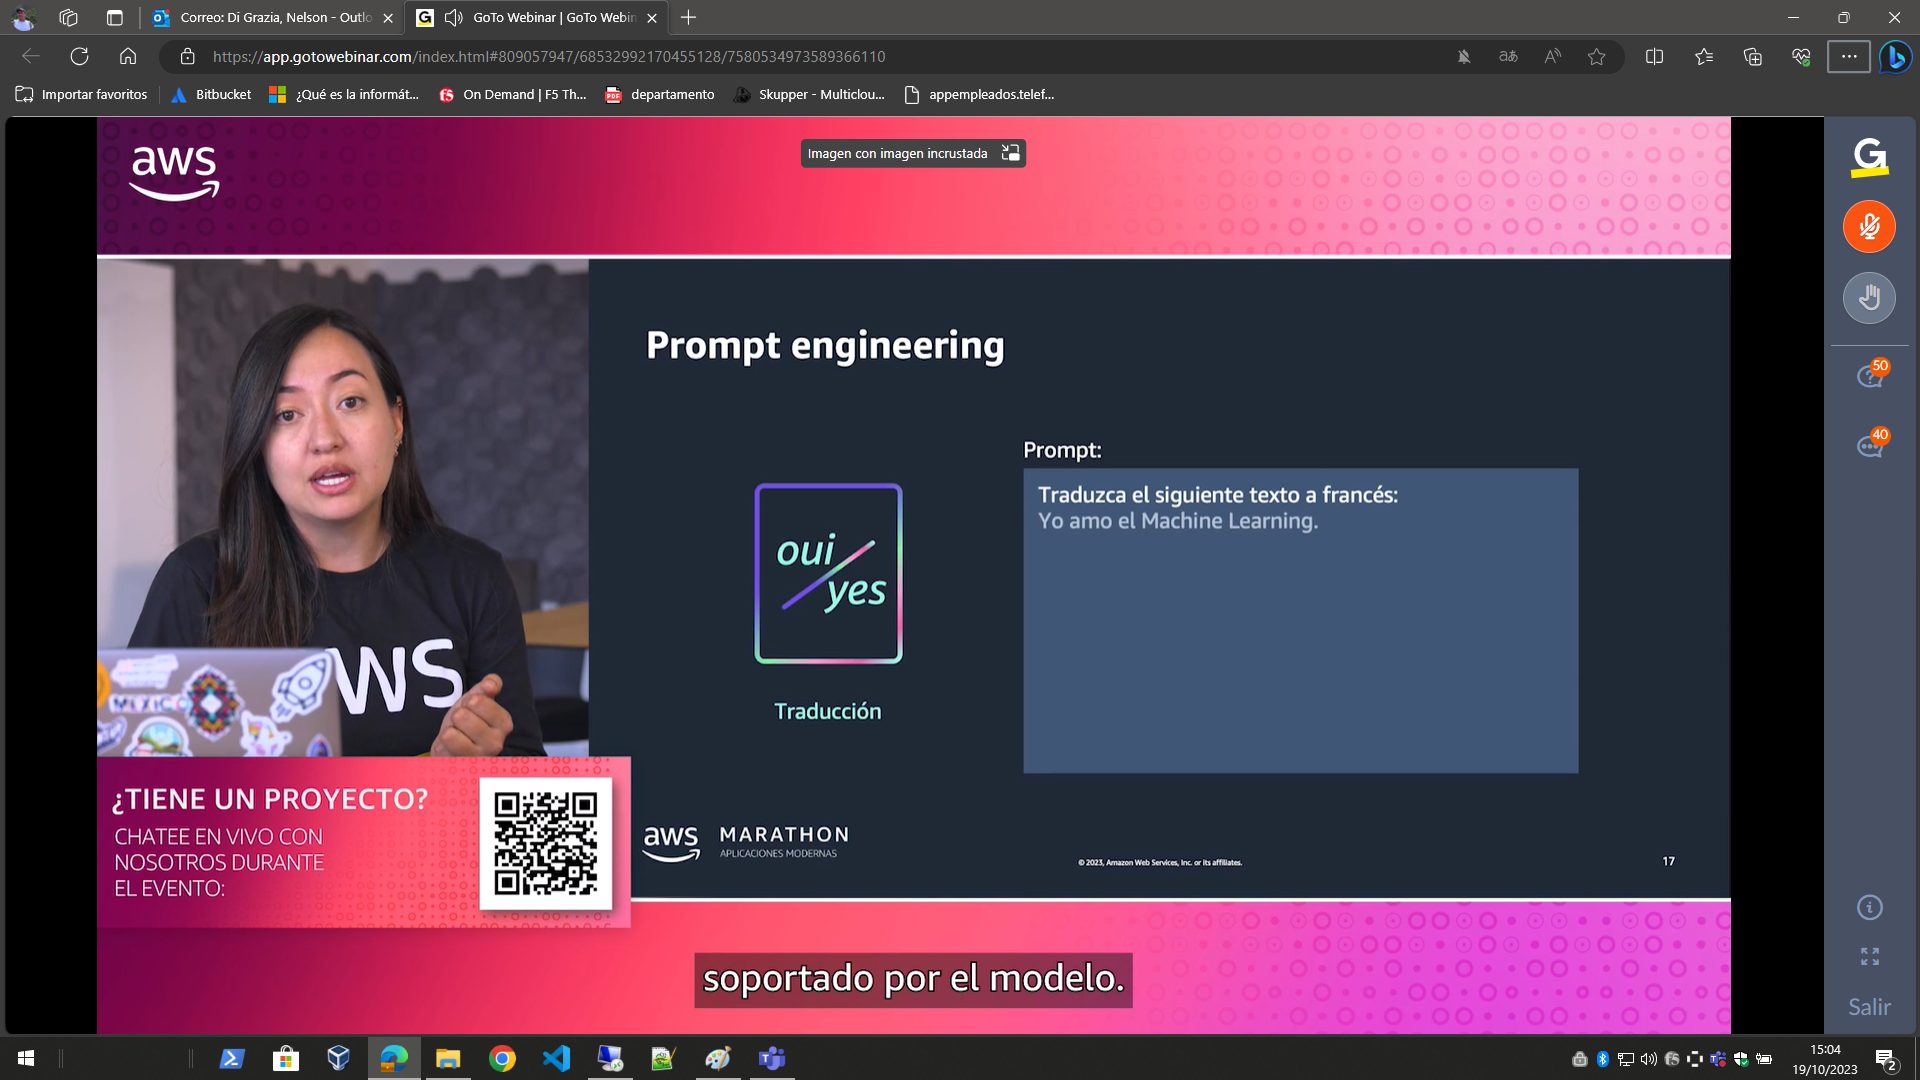 Correo: Di Grazia, Nelson - Outlo
GoTo Webinar | GoTo Webin
https://app.gotowebinar.com/index.html#809057947/68532992170455128/7580534973589366110
Importar favoritos
Bitbucket
¿Qué es la informát...
On Demand | F5 Th...
departamento
Skupper - Multiclou...
appempleados.telef...
aws
Imagen con imagen incrustada
G
50
40
Prompt engineering
Prompt:
Traduzca el siguiente texto a francés:
Yo amo el Machine Learning.
oui
yes
Traducción
WS
MEXICO
¿TIENE UN PROYECTO?
CHATEE EN VIVO CON
NOSOTROS DURANTE
EL EVENTO:
aws MARATHON
APLICACIONES MODERNAS
© 2023, Amazon Web Services, Inc. or its affiliates.
17
soportado por el modelo.
Salir
15:04
19/10/2023
2